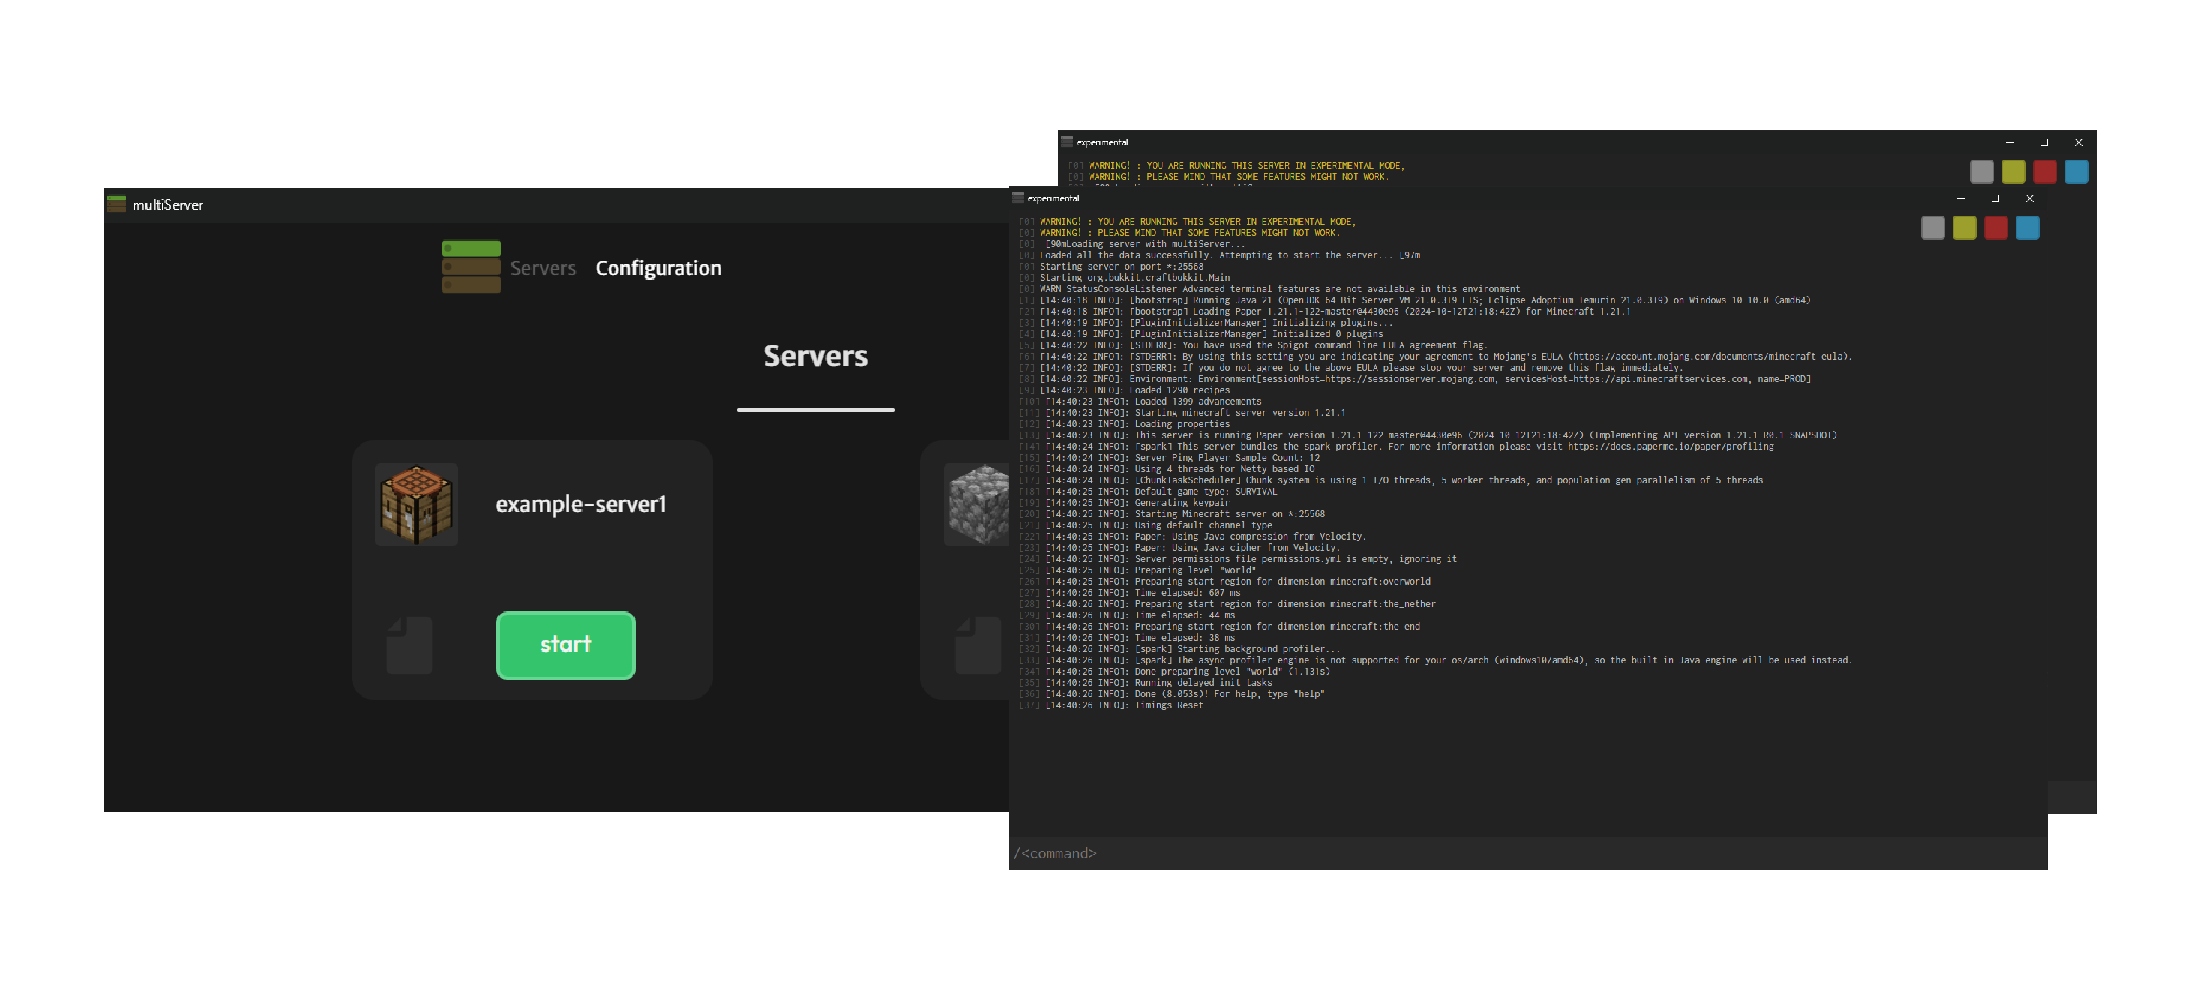 multiServer
Servers Configuration
Servers
example-server1
start
experimental
[0] WARNING! : YOU ARE RUNNING THIS SERVER IN EXPERIMENTAL MODE,
[0] WARNING! : PLEASE MIND THAT SOME FEATURES MIGHT NOT WORK.
experimental
[0] WARNING! : YOU ARE RUNNING THIS SERVER IN EXPERIMENTAL MODE,
[0] WARNING! : PLEASE MIND THAT SOME FEATURES MIGHT NOT WORK.
[0] [90mLoading server with multiServer...
[0] Loaded all the data successfully. Attempting to start the server... [97m
[0] Starting server on port *:25568
[0] Starting org.bukkit.craftbukkit.Main
[0] WARN StatusConsoleListener Advanced terminal features are not available in this environment
[1] [14:40:18 INFO]: [bootstrap] Running Java 21 (OpenJDK 64-Bit Server VM 21.0.3+9-LTS; Eclipse Adoptium Temurin-21.0.3+9) on Windows 10 10.0 (amd64)
[2] [14:40:18 INFO]: [bootstrap] Loading Paper 1.21.1-122-master@4430e96 (2024-10-12T21:18:42Z) for Minecraft 1.21.1
[3] [14:40:19 INFO]: [PluginInitializerManager] Initializing plugins...
[4] [14:40:19 INFO]: [PluginInitializerManager] Initialized 0 plugins
[5] [14:40:22 INFO]: [STDERR]: You have used the Spigot command line EULA agreement flag.
[6] [14:40:22 INFO]: [STDERR]: By using this setting you are indicating your agreement to Mojang's EULA (https://account.mojang.com/documents/minecraft_eula).
[7] [14:40:22 INFO]: [STDERR]: If you do not agree to the above EULA please stop your server and remove this flag immediately.
[8] [14:40:22 INFO]: Environment: Environment[sessionHost=https://sessionserver.mojang.com, servicesHost=https://api.minecraftservices.com, name=PROD]
[9] [14:40:23 INFO]: Loaded 1290 recipes
[10] [14:40:23 INFO]: Loaded 1399 advancements
[11] [14:40:23 INFO]: Starting minecraft server version 1.21.1
[12] [14:40:23 INFO]: Loading properties
[13] [14:40:23 INFO]: This server is running Paper version 1.21.1-122-master@4430e96 (2024-10-12T21:18:42Z) (Implementing API version 1.21.1-R0.1-SNAPSHOT)
[14] [14:40:24 INFO]: [spark] This server bundles the spark profiler. For more information please visit https://docs.papermc.io/paper/profiling
[15] [14:40:24 INFO]: Server Ping Player Sample Count: 12
[16] [14:40:24 INFO]: Using 4 threads for Netty based IO
[17] [14:40:24 INFO]: [ChunkTaskScheduler] Chunk system is using 1 I/O threads, 5 worker threads, and population gen parallelism of 5 threads
[18] [14:40:25 INFO]: Default game type: SURVIVAL
[19] [14:40:25 INFO]: Generating keypair
[20] [14:40:25 INFO]: Starting Minecraft server on *:25568
[21] [14:40:25 INFO]: Using default channel type
[22] [14:40:25 INFO]: Paper: Using Java compression from Velocity.
[23] [14:40:25 INFO]: Paper: Using Java cipher from Velocity.
[24] [14:40:25 INFO]: Server permissions file permissions.yml is empty, ignoring it
[25] [14:40:25 INFO]: Preparing level "world"
[26] [14:40:25 INFO]: Preparing start region for dimension minecraft:overworld
[27] [14:40:26 INFO]: Time elapsed: 607 ms
[28] [14:40:26 INFO]: Preparing start region for dimension minecraft:the_nether
[29] [14:40:26 INFO]: Time elapsed: 44 ms
[30] [14:40:26 INFO]: Preparing start region for dimension minecraft:the_end
[31] [14:40:26 INFO]: Time elapsed: 38 ms
[32] [14:40:26 INFO]: [spark] Starting background profiler...
[33] [14:40:26 INFO]: [spark] The async-profiler engine is not supported for your os/arch (windows10/amd64), so the built-in Java engine will be used instead.
[34] [14:40:26 INFO]: Done preparing level "world" (1.131s)
[35] [14:40:26 INFO]: Running delayed init tasks
[36] [14:40:26 INFO]: Done (8.053s)! For help, type "help"
[37] [14:40:26 INFO]: Timings Reset
/<command>